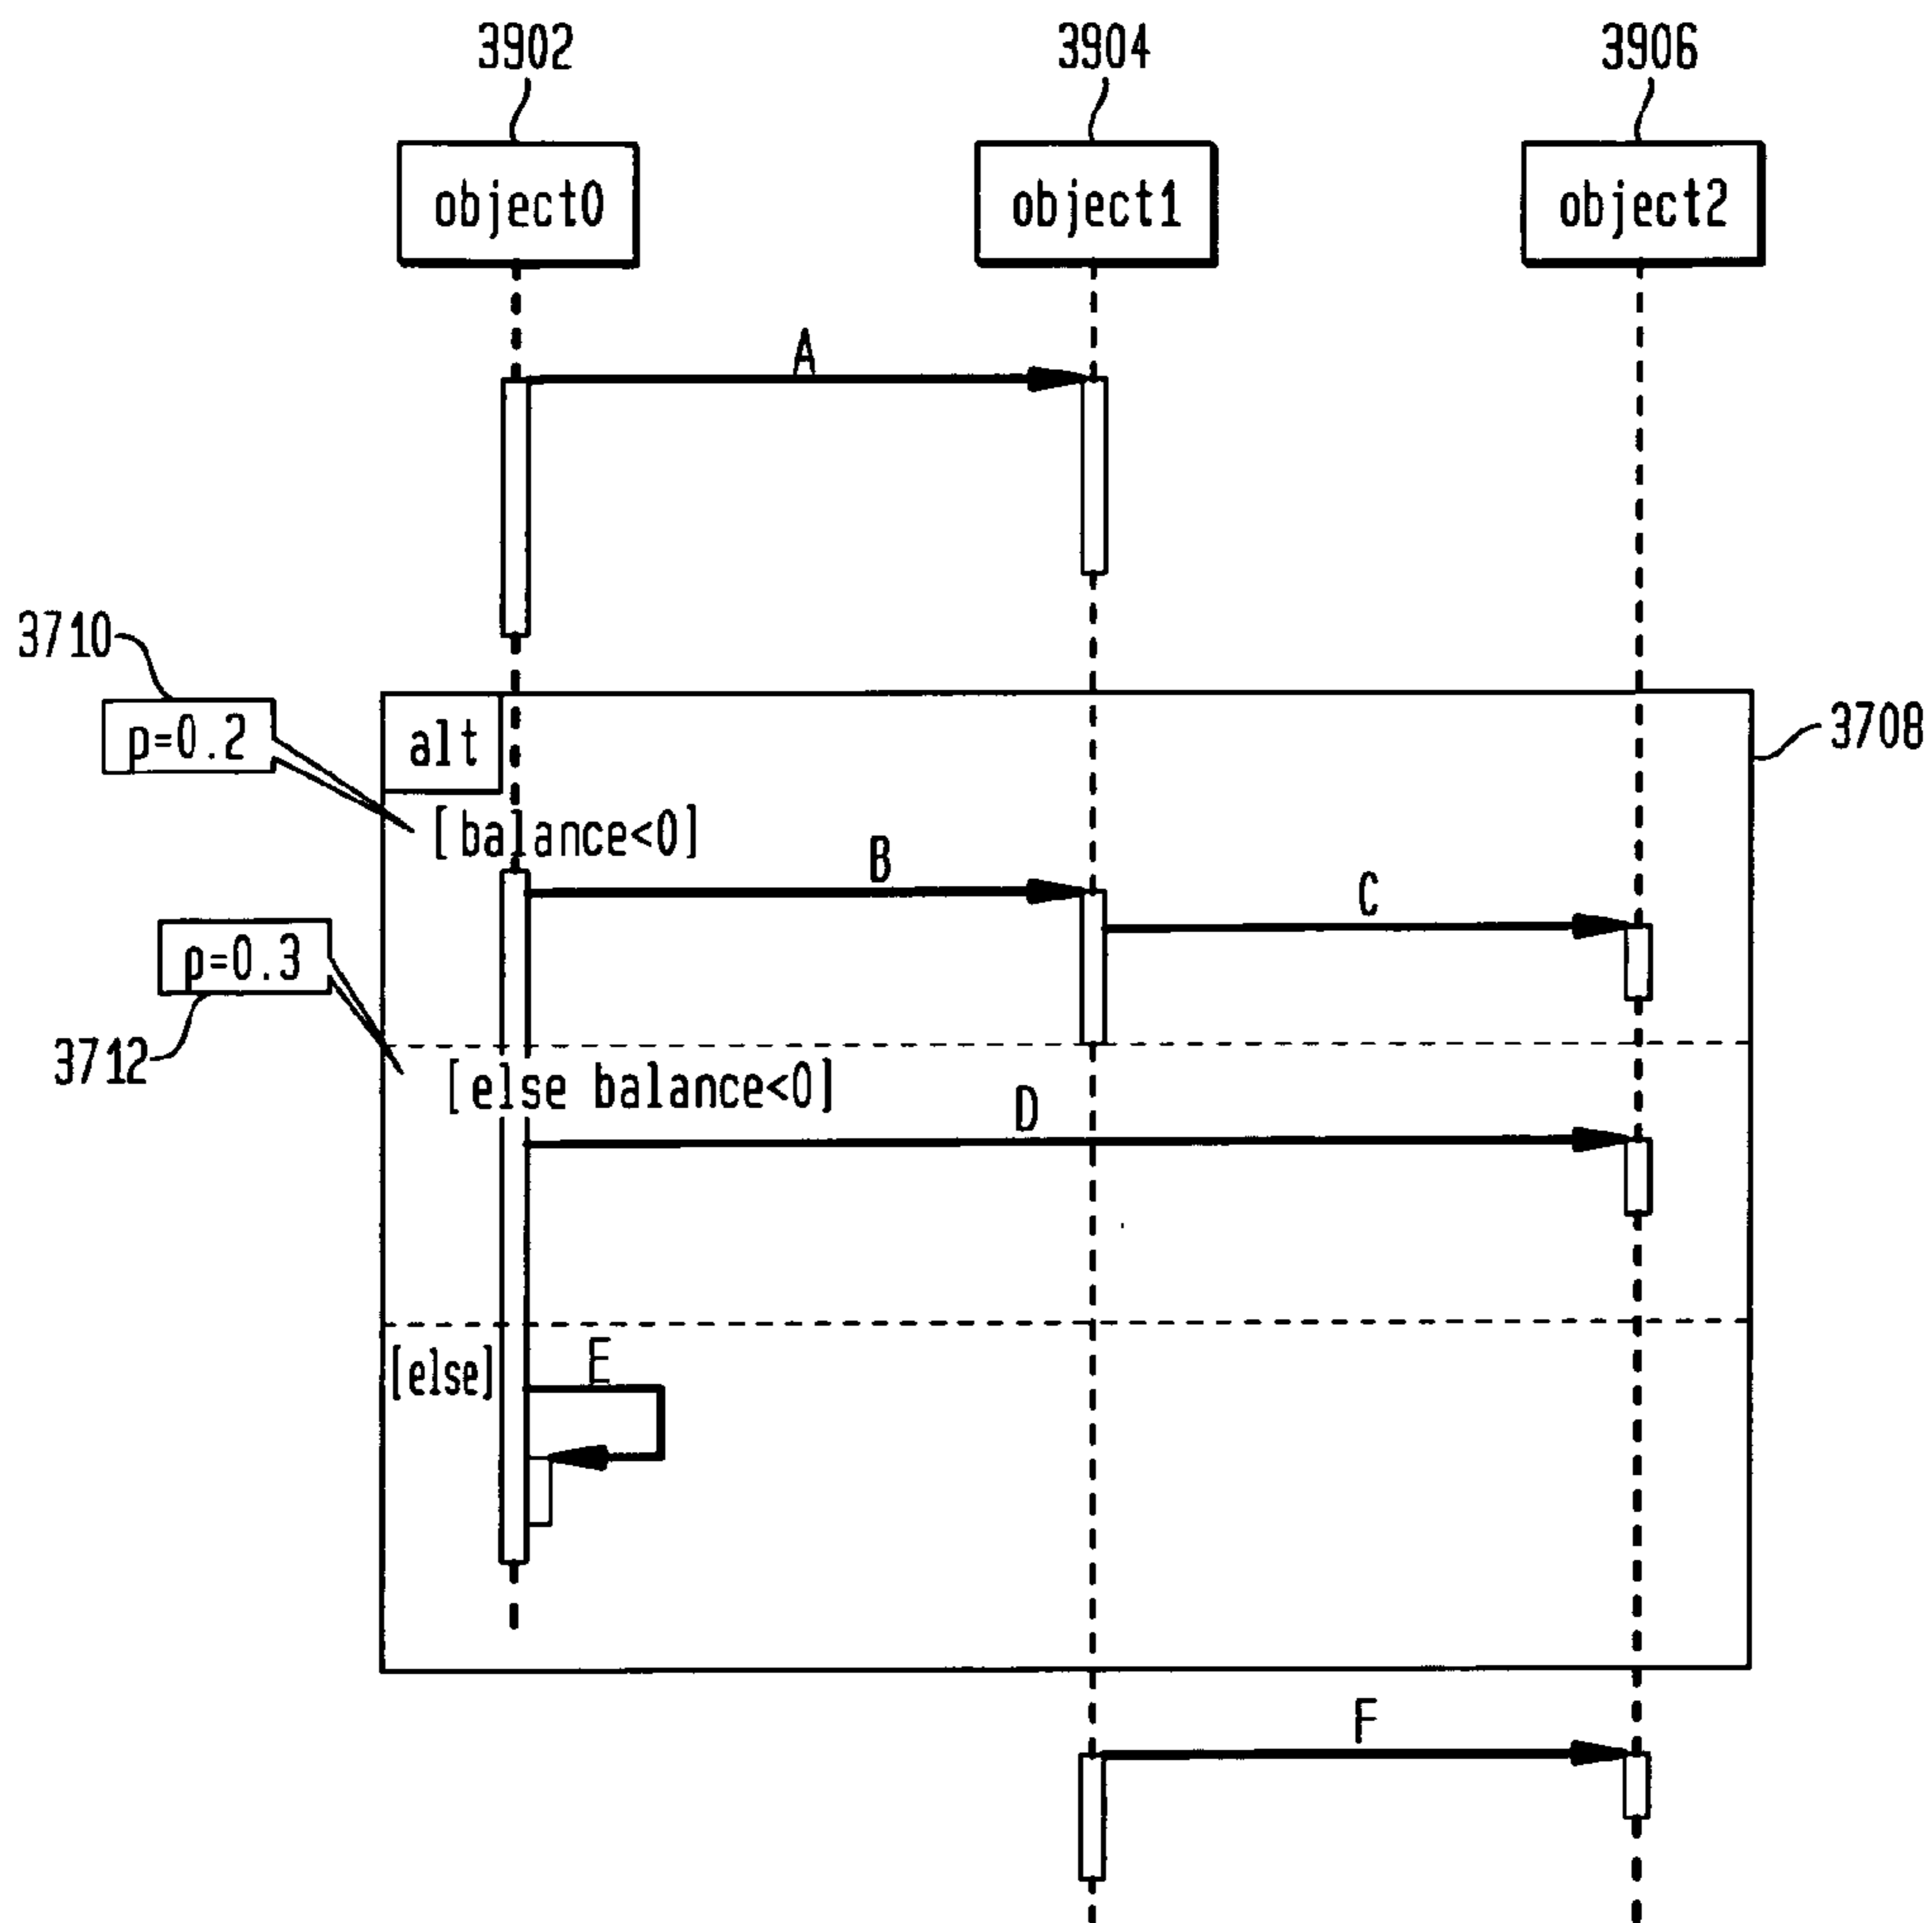 3902
3904
3906
object0
object1
object2
A
3710
p=0.2
alt
3708
[balance<0]
B
C
p=0.3
3712
[else balance<0]
D
[else]
E
F